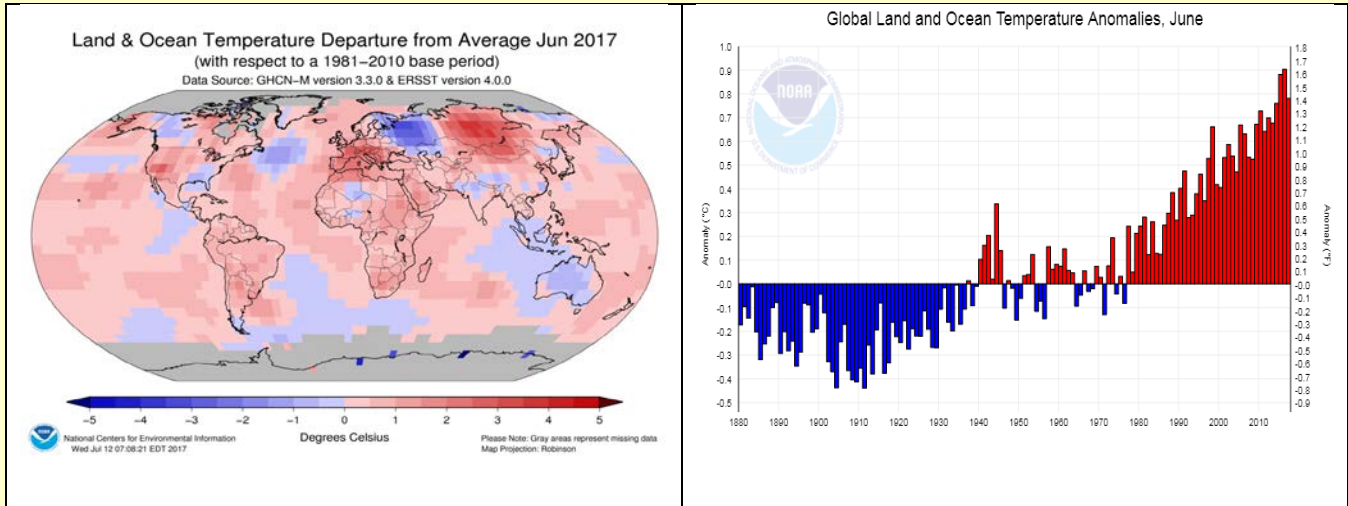 Land & Ocean Temperature Departure from Average Jun 2017
(with respect to a 1981–2010 base period)
Data Source: GHCN–M version 3.3.0 & ERSST version 4.0.0
-5 -4 -3 -2 -1 0 1 2 3 4 5
Degrees Celsius
National Centers for Environmental Information
Wed Jul 12 07:08:21 EDT 2017
Please Note: Gray areas represent missing data
Map Projection: Robinson
Global Land and Ocean Temperature Anomalies, June
Anomaly (°C)
1.0
0.9
0.8
0.7
0.6
0.5
0.4
0.3
0.2
0.1
-0.0
-0.1
-0.2
-0.3
-0.4
-0.5
NOAA
NATIONAL OCEANIC AND ATMOSPHERIC ADMINISTRATION
U.S. DEPARTMENT OF COMMERCE
1.8
1.7
1.6
1.4
1.3
1.2
1.1
1.0
0.9
0.8
0.7
0.6
0.5
0.4
0.3
0.2
0.1
-0.0
-0.1
-0.2
-0.3
-0.4
-0.5
-0.6
-0.7
-0.8
-0.9
Anomaly (°F)
1880 1890 1900 1910 1920 1930 1940 1950 1960 1970 1980 1990 2000 2010